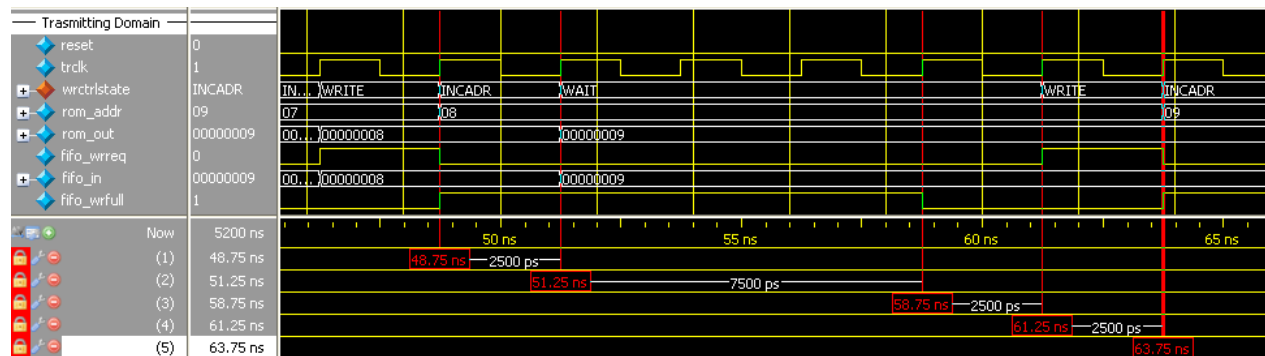 Trasmitting Domain
reset 0
trclk 1
wrctrlstate INCADR IN... WRITE INCADR WAIT WRITE INCADR
rom_addr 09 07 08 09
rom_out 00000009 00... 00000008 00000009
fifo_wrreq 0
fifo_in 00000009 00... 00000008 00000009
fifo_wrfull 1
Now 5200 ns 50 ns 55 ns 60 ns 65 ns
(1) 48.75 ns 48.75 ns 2500 ps
(2) 51.25 ns 51.25 ns 7500 ps
(3) 58.75 ns 58.75 ns 2500 ps
(4) 61.25 ns 61.25 ns 2500 ps
(5) 63.75 ns 63.75 ns